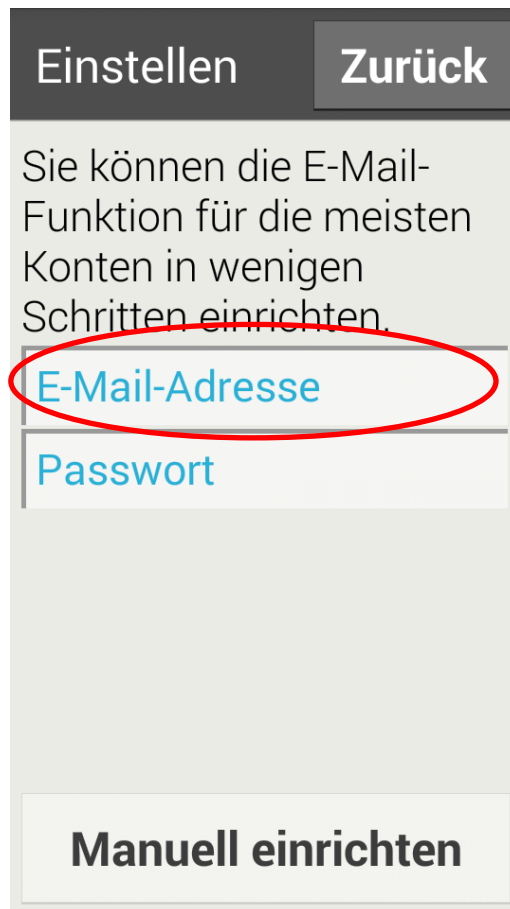 Einstellen Zurück
Sie können die E-Mail-
Funktion für die meisten
Konten in wenigen
Schritten einrichten.
E-Mail-Adresse
Passwort
Manuell einrichten